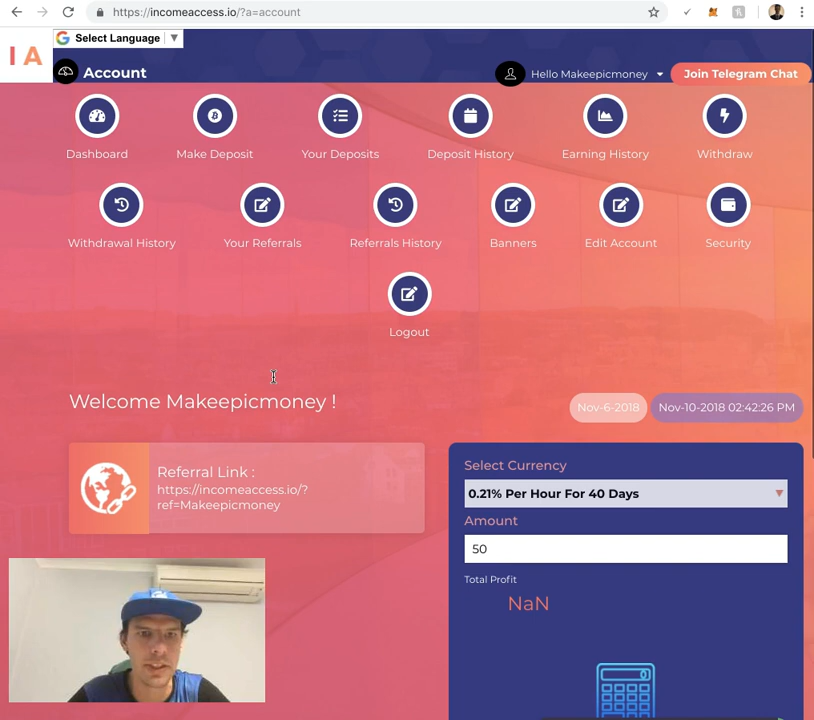 https://incomeaccess.io/?a=account
I A
G Select Language ▼
Account
Hello Makeepicmoney
Join Telegram Chat
Dashboard
Make Deposit
Your Deposits
Deposit History
Earning History
Withdraw
Withdrawal History
Your Referrals
Referrals History
Banners
Edit Account
Security
Logout
Welcome Makeepicmoney !
Nov-6-2018
Nov-10-2018 02:42:26 PM
Referral Link :
https://incomeaccess.io/?
ref=Makeepicmoney
Select Currency
0.21% Per Hour For 40 Days
Amount
50
Total Profit
NaN